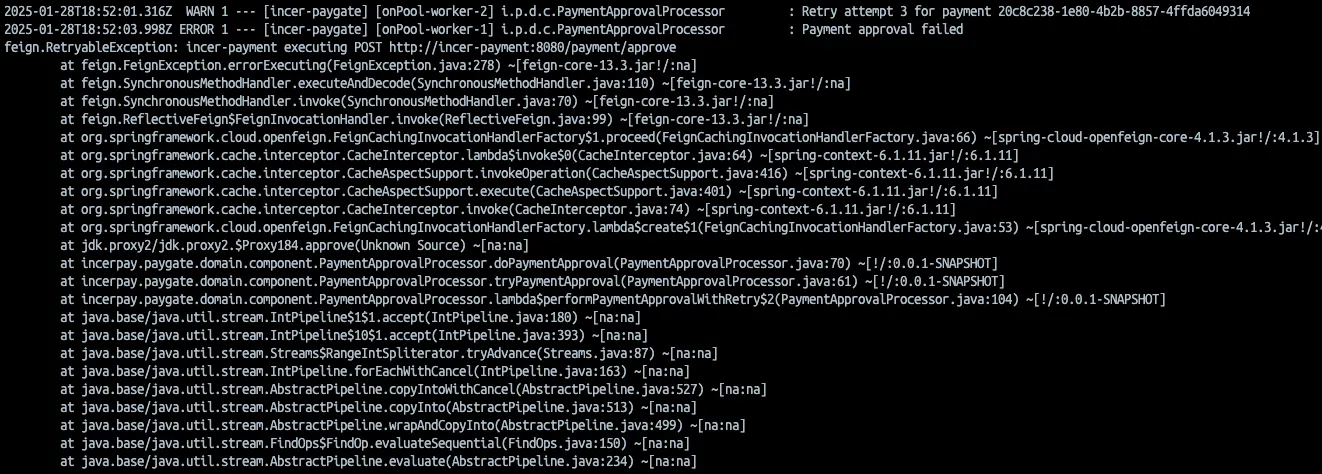 2025-01-28T18:52:01.316Z  WARN 1 --- [incer-paygate] [onPool-worker-2] i.p.d.c.PaymentApprovalProcessor         : Retry attempt 3 for payment 20c8c238-1e80-4b2b-8857-4ffda6049314
2025-01-28T18:52:03.998Z ERROR 1 --- [incer-paygate] [onPool-worker-1] i.p.d.c.PaymentApprovalProcessor         : Payment approval failed
feign.RetryableException: incer-payment executing POST http://incer-payment:8080/payment/approve
        at feign.FeignException.errorExecuting(FeignException.java:278) ~[feign-core-13.3.jar!/:na]
        at feign.SynchronousMethodHandler.executeAndDecode(SynchronousMethodHandler.java:110) ~[feign-core-13.3.jar!/:na]
        at feign.SynchronousMethodHandler.invoke(SynchronousMethodHandler.java:70) ~[feign-core-13.3.jar!/:na]
        at feign.ReflectiveFeign$FeignInvocationHandler.invoke(ReflectiveFeign.java:99) ~[feign-core-13.3.jar!/:na]
        at org.springframework.cloud.openfeign.FeignCachingInvocationHandlerFactory$1.proceed(FeignCachingInvocationHandlerFactory.java:66) ~[spring-cloud-openfeign-core-4.1.3.jar!/:4.1.3]
        at org.springframework.cache.interceptor.CacheInterceptor.lambda$invoke$0(CacheInterceptor.java:64) ~[spring-context-6.1.11.jar!/:6.1.11]
        at org.springframework.cache.interceptor.CacheAspectSupport.invokeOperation(CacheAspectSupport.java:416) ~[spring-context-6.1.11.jar!/:6.1.11]
        at org.springframework.cache.interceptor.CacheAspectSupport.execute(CacheAspectSupport.java:401) ~[spring-context-6.1.11.jar!/:6.1.11]
        at org.springframework.cache.interceptor.CacheInterceptor.invoke(CacheInterceptor.java:74) ~[spring-context-6.1.11.jar!/:6.1.11]
        at org.springframework.cloud.openfeign.FeignCachingInvocationHandlerFactory.lambda$create$1(FeignCachingInvocationHandlerFactory.java:53) ~[spring-cloud-openfeign-core-4.1.3.jar!/:4
        at jdk.proxy2/jdk.proxy2.$Proxy184.approve(Unknown Source) ~[na:na]
        at incerpay.paygate.domain.component.PaymentApprovalProcessor.doPaymentApproval(PaymentApprovalProcessor.java:70) ~[!/:0.0.1-SNAPSHOT]
        at incerpay.paygate.domain.component.PaymentApprovalProcessor.tryPaymentApproval(PaymentApprovalProcessor.java:61) ~[!/:0.0.1-SNAPSHOT]
        at incerpay.paygate.domain.component.PaymentApprovalProcessor.lambda$performPaymentApprovalWithRetry$2(PaymentApprovalProcessor.java:104) ~[!/:0.0.1-SNAPSHOT]
        at java.base/java.util.stream.IntPipeline$1$1.accept(IntPipeline.java:180) ~[na:na]
        at java.base/java.util.stream.IntPipeline$10$1.accept(IntPipeline.java:393) ~[na:na]
        at java.base/java.util.stream.Streams$RangeIntSpliterator.tryAdvance(Streams.java:87) ~[na:na]
        at java.base/java.util.stream.IntPipeline.forEachWithCancel(IntPipeline.java:163) ~[na:na]
        at java.base/java.util.stream.AbstractPipeline.copyIntoWithCancel(AbstractPipeline.java:527) ~[na:na]
        at java.base/java.util.stream.AbstractPipeline.copyInto(AbstractPipeline.java:513) ~[na:na]
        at java.base/java.util.stream.AbstractPipeline.wrapAndCopyInto(AbstractPipeline.java:499) ~[na:na]
        at java.base/java.util.stream.FindOps$FindOp.evaluateSequential(FindOps.java:150) ~[na:na]
        at java.base/java.util.stream.AbstractPipeline.evaluate(AbstractPipeline.java:234) ~[na:na]